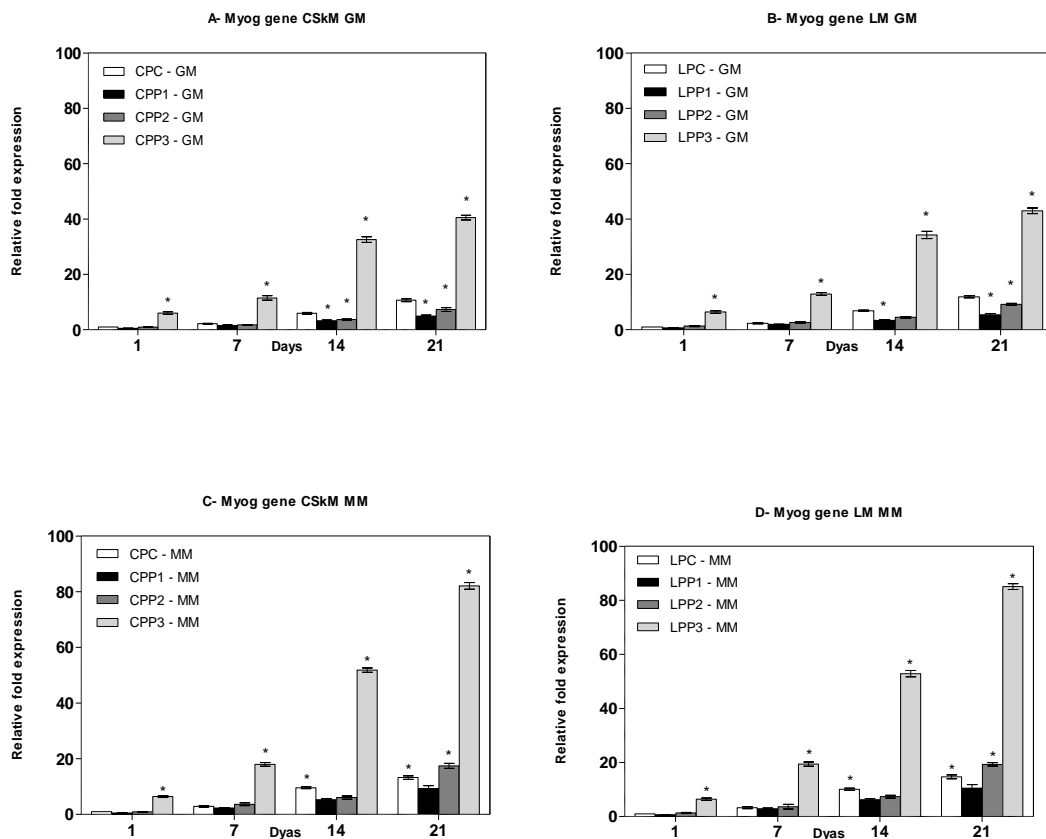 A- Myog gene CSkM GM
Relative fold expression
100
80
60
40
20
0
CPC - GM
CPP1 - GM
CPP2 - GM
CPP3 - GM
* * * * * * *
1 7 Days 14 21
B- Myog gene LM GM
Relative fold expression
100
80
60
40
20
0
LPC - GM
LPP1 - GM
LPP2 - GM
LPP3 - GM
* * * * * * *
1 7 Dyas 14 21
C- Myog gene CSkM MM
Relative fold expression
100
80
60
40
20
0
CPC - MM
CPP1 - MM
CPP2 - MM
CPP3 - MM
* * * * * * *
1 7 Dyas 14 21
D- Myog gene LM MM
Relative fold expression
100
80
60
40
20
0
LPC - MM
LPP1 - MM
LPP2 - MM
LPP3 - MM
* * * * * * *
1 7 Dyas 14 21